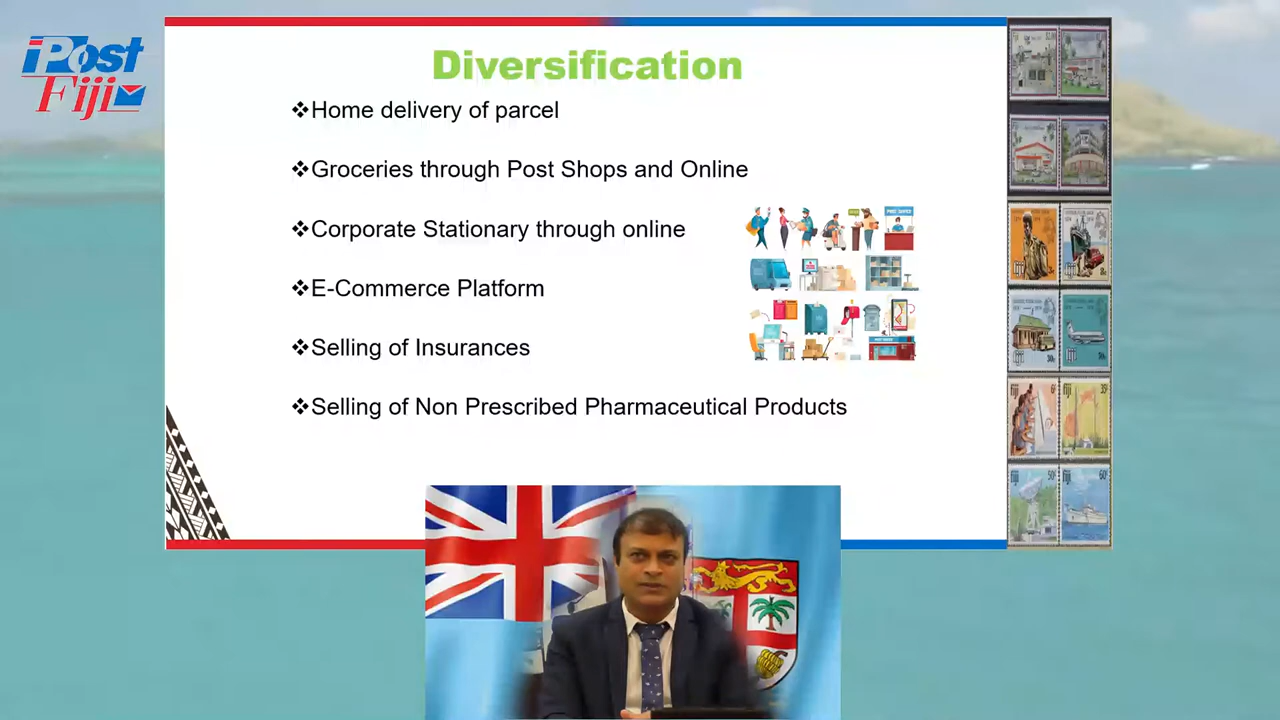 Post
Fiji
Diversification
❖Home delivery of parcel
❖Groceries through Post Shops and Online
❖Corporate Stationary through online
❖E-Commerce Platform
❖Selling of Insurances
❖Selling of Non Prescribed Pharmaceutical Products